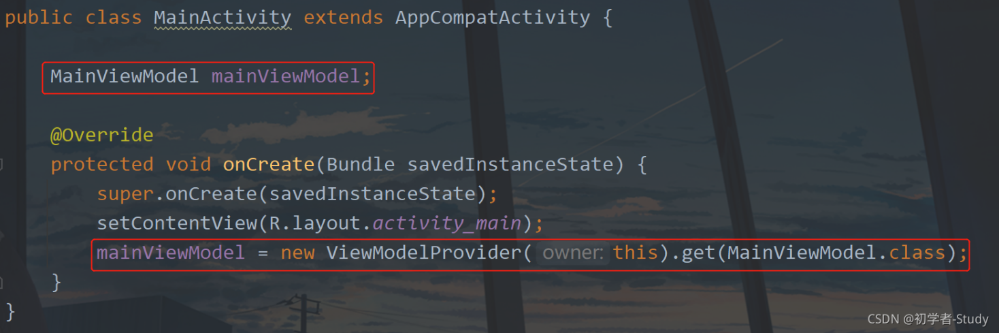 public class MainActivity extends AppCompatActivity {
MainViewModel mainViewModel;
@Override
protected void onCreate(Bundle savedInstanceState) {
super.onCreate(savedInstanceState);
setContentView(R.layout.activity_main);
mainViewModel = new ViewModelProvider( owner: this).get(MainViewModel.class);
}
}
CSDN @初学者-Study